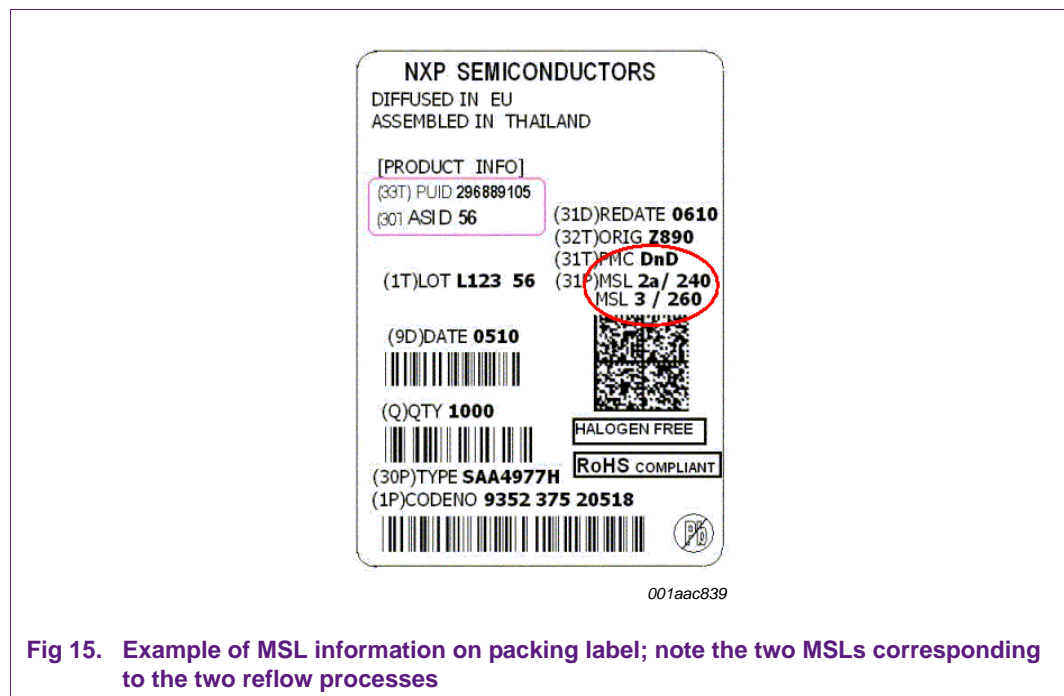 NXP SEMICONDUCTORS
DIFFUSED IN EU
ASSEMBLED IN THAILAND
[PRODUCT INFO]
(33T) PUID 296889105
(30T ASID 56
(31D)REDATE 0610
(32T)ORIG Z890
(31T)PMC DnD
(1T)LOT L123 56
(31P)MSL 2a/ 240
MSL 3 / 260
(9D)DATE 0510
(Q)QTY 1000
HALOGEN FREE
RoHS COMPLIANT
(30P)TYPE SAA4977H
(1P)CODENO 9352 375 20518
Pb
001aac839
Fig 15. Example of MSL information on packing label; note the two MSLs corresponding
to the two reflow processes